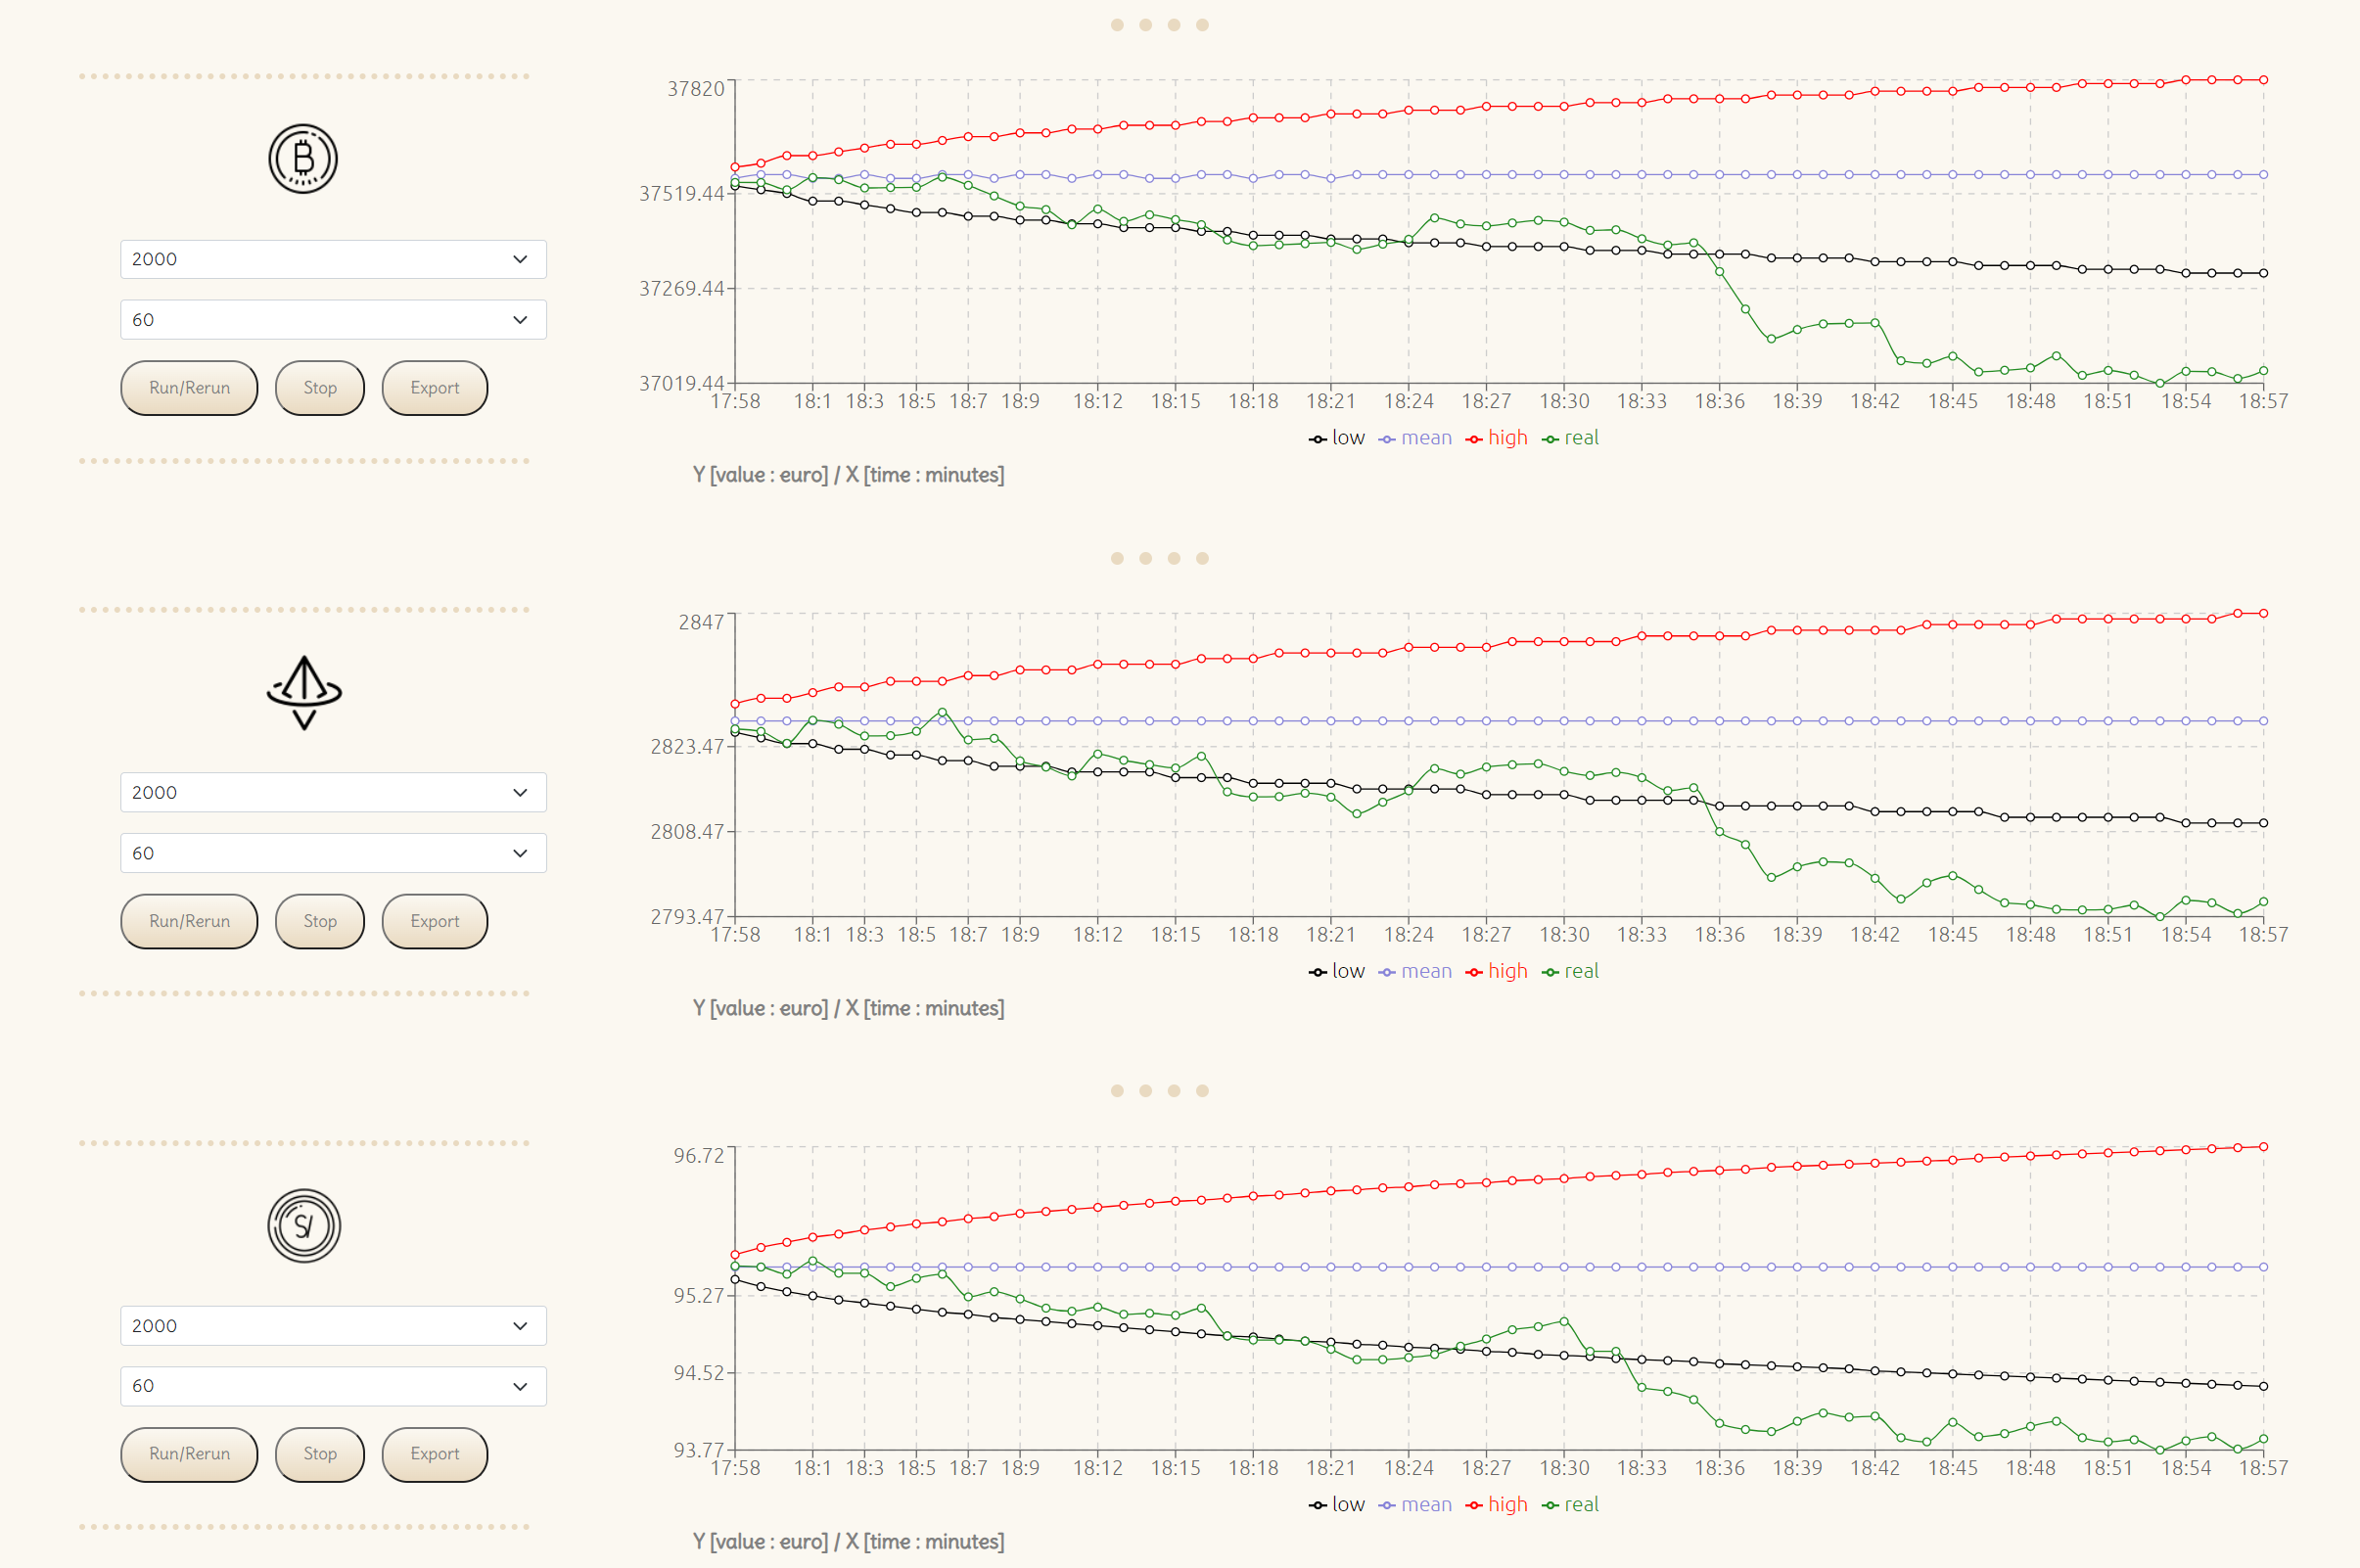 37820
37519.44
37269.44
37019.44
17:58 18:1 18:3 18:5 18:7 18:9 18:12 18:15 18:18 18:21 18:24 18:27 18:30 18:33 18:36 18:39 18:42 18:45 18:48 18:51 18:54 18:57
low mean high real
Y [value : euro] / X [time : minutes]
B
2000
60
Run/Rerun Stop Export
2847
2823.47
2808.47
2793.47
17:58 18:1 18:3 18:5 18:7 18:9 18:12 18:15 18:18 18:21 18:24 18:27 18:30 18:33 18:36 18:39 18:42 18:45 18:48 18:51 18:54 18:57
low mean high real
Y [value : euro] / X [time : minutes]
2000
60
Run/Rerun Stop Export
96.72
95.27
94.52
93.77
17:58 18:1 18:3 18:5 18:7 18:9 18:12 18:15 18:18 18:21 18:24 18:27 18:30 18:33 18:36 18:39 18:42 18:45 18:48 18:51 18:54 18:57
low mean high real
Y [value : euro] / X [time : minutes]
S/
2000
60
Run/Rerun Stop Export